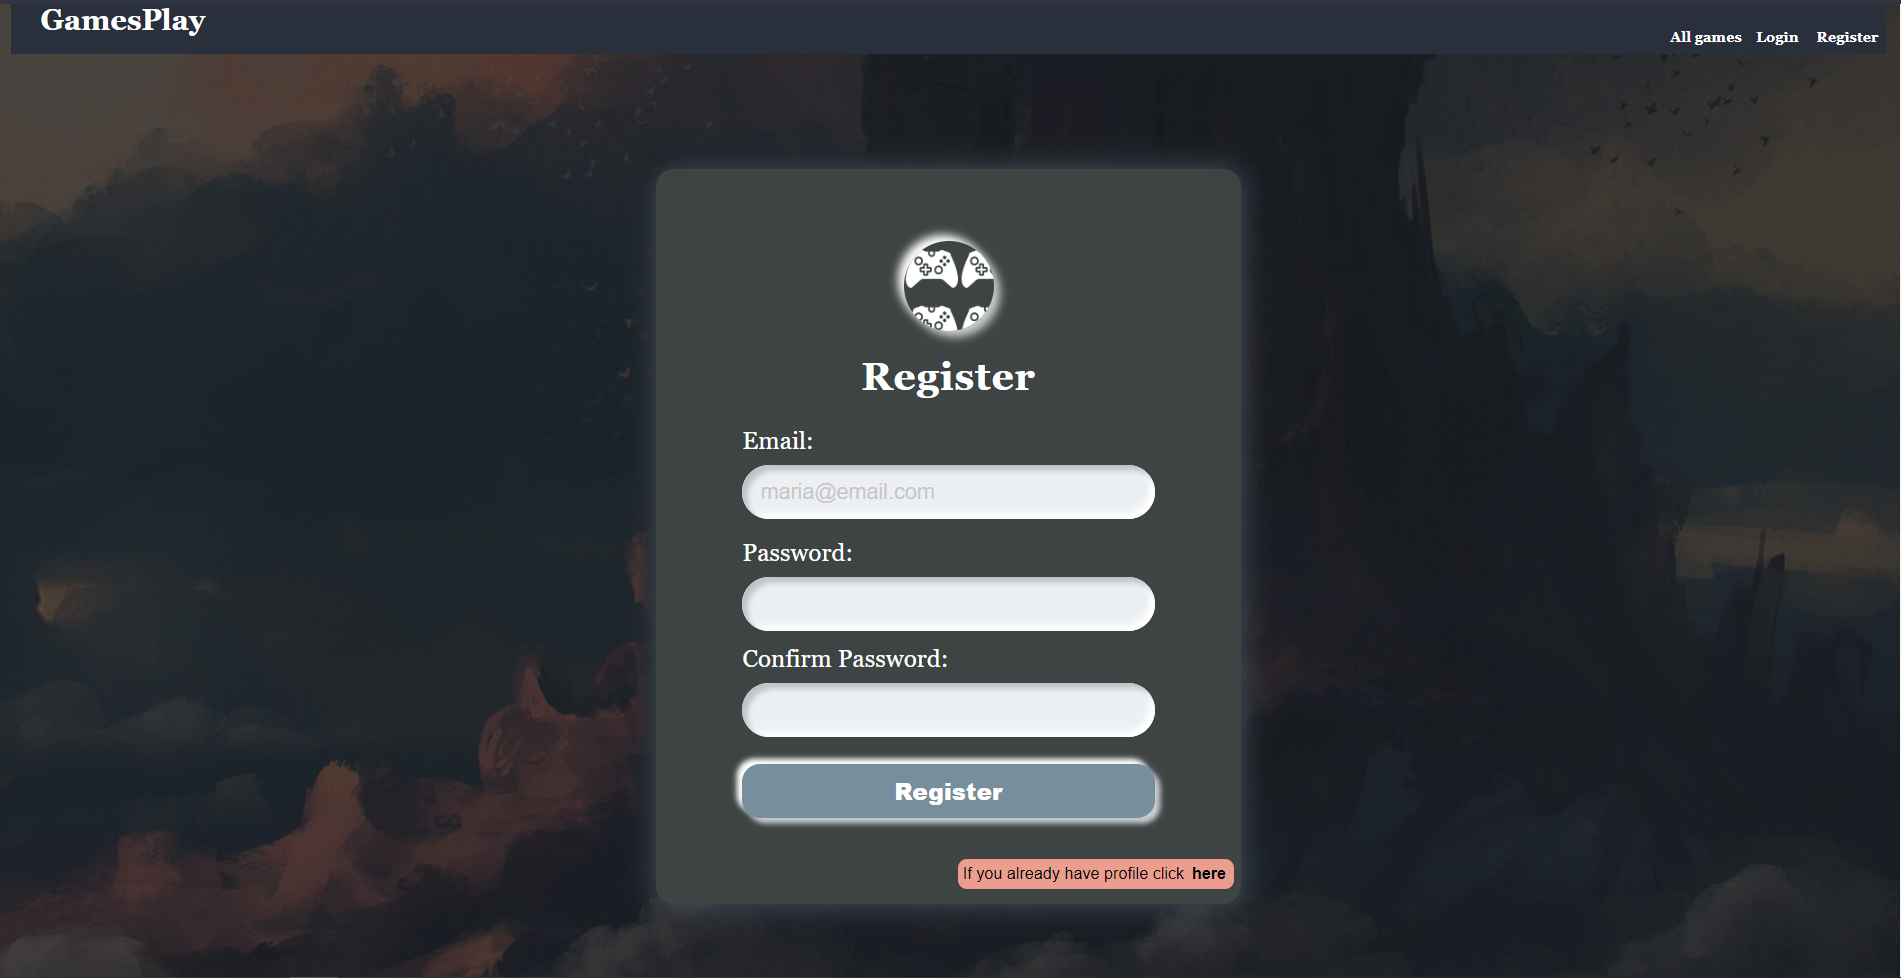 GamesPlay
All games Login Register
Register
Email:
maria@email.com
Password:
Confirm Password:
Register
If you already have profile click here